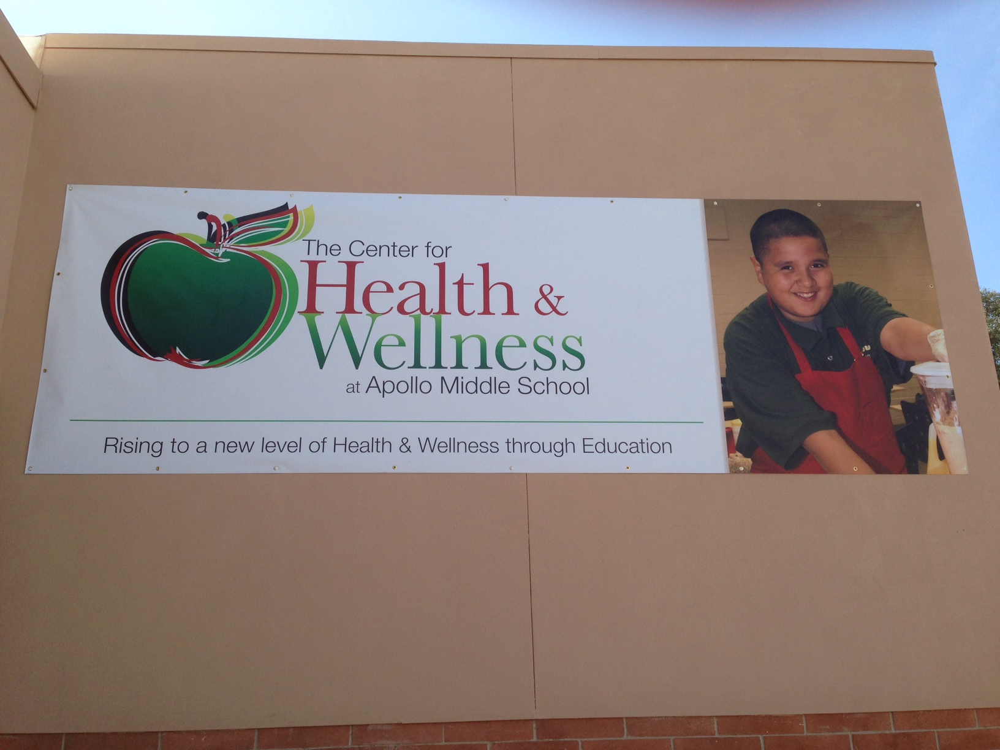 The Center for
Health &
Wellness
at Apollo Middle School
Rising to a new level of Health & Wellness through Education